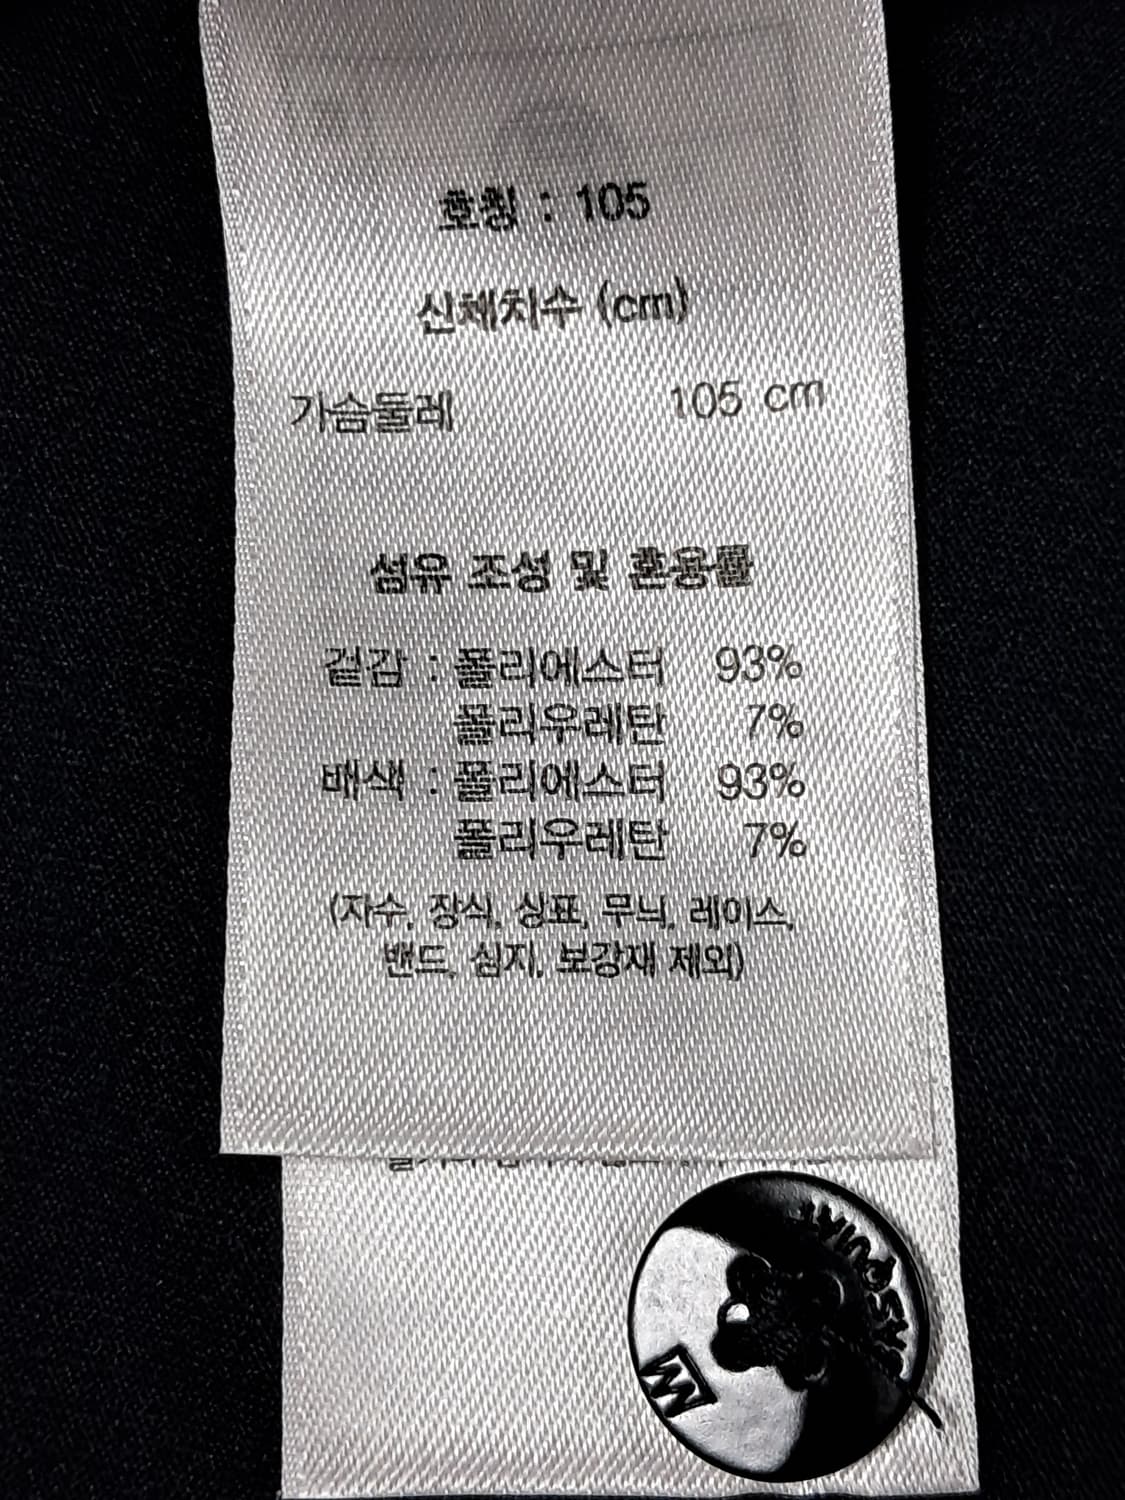 호칭 : 105
신체치수 (cm)
가슴둘레 105 cm
섬유 조성 및 혼용률
겉감 : 폴리에스터 93%
폴리우레탄 7%
배색 : 폴리에스터 93%
폴리우레탄 7%
(자수, 장식, 싱표, 무늬, 레이스,
밴드, 심지, 보강재 제외)